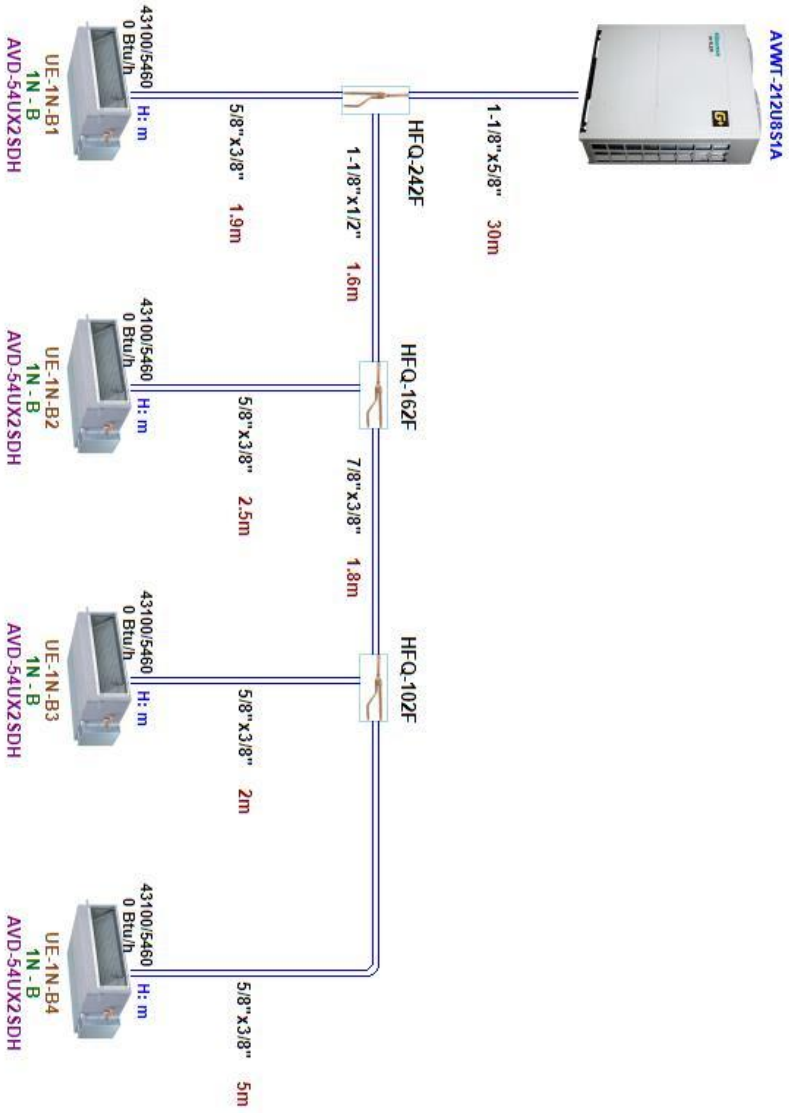 AVWT-212U8S1A
1-1/8"x5/8" 30m
HFQ-242F
HFQ-162F
HFQ-102F
1-1/8"x1/2" 1.6m
7/8"x3/8" 1.8m
5/8"x3/8" 1.9m
5/8"x3/8" 2.5m
5/8"x3/8" 2m
5/8"x3/8" 5m
43100/5460 H: m
0 Btu/h
UE-1N-B1
1N - B
AVD-54UX2SDH
43100/5460 H: m
0 Btu/h
UE-1N-B2
1N - B
AVD-54UX2SDH
43100/5460 H: m
0 Btu/h
UE-1N-B3
1N - B
AVD-54UX2SDH
43100/5460 H: m
0 Btu/h
UE-1N-B4
1N - B
AVD-54UX2SDH